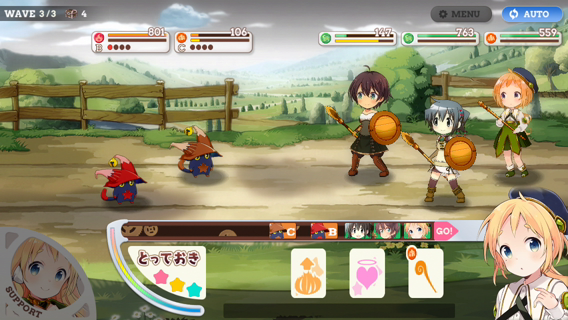 WAVE 3/3 4
MENU
AUTO
801
106
147
763
559
B
C
C
B
GO!
とっておき
SUPPORT